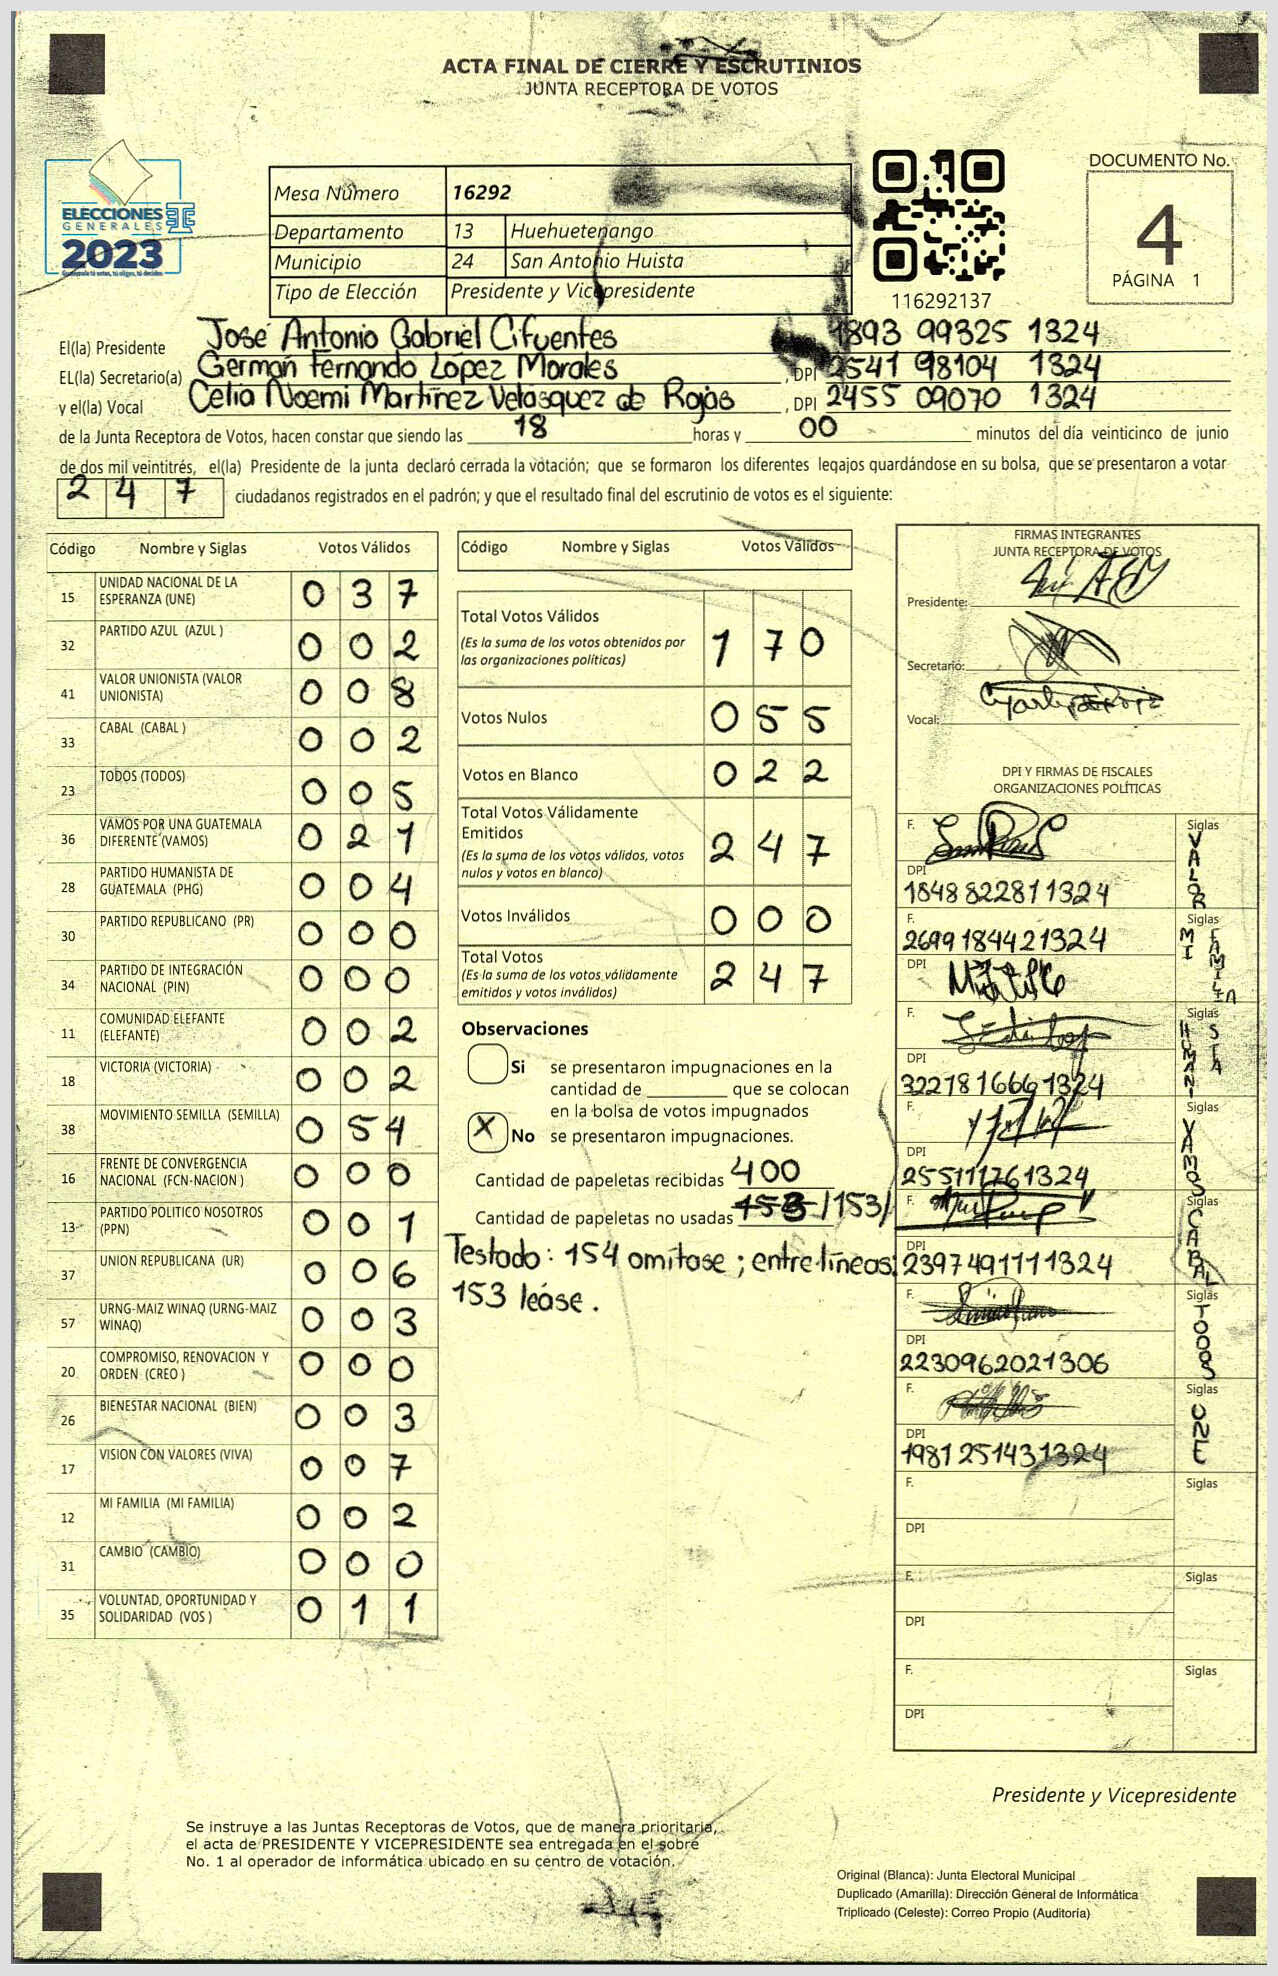 ACTA FINAL DE CIERRE Y ESCRUTINIOS
JUNTA RECEPTORA DE VOTOS
ELECCIONES
GENERALES
2023
Mesa Número 16292
Departamento 13 Huehuetenango
Municipio 24 San Antonio Huista
Tipo de Elección Presidente y Vicepresidente
116292137
DOCUMENTO No.
4
PÁGINA 1
El(la) Presidente José Antonio Gabriel Cifuentes 1893 99325 1324
EL(la) Secretario(a) Germán Fernando López Morales , DPI 2541 98104 1324
y el(la) Vocal Celia Noemi Martínez Velásquez de Rojas , DPI 2455 09070 1324
de la Junta Receptora de Votos, hacen constar que siendo las 18 horas y 00 minutos del día veinticinco de junio
de dos mil veintitrés, el(la) Presidente de la junta declaró cerrada la votación; que se formaron los diferentes legajos guardándose en su bolsa, que se presentaron a votar
247 ciudadanos registrados en el padrón; y que el resultado final del escrutinio de votos es el siguiente:
Código Nombre y Siglas Votos Válidos
15 UNIDAD NACIONAL DE LA ESPERANZA (UNE) 0 3 7
32 PARTIDO AZUL (AZUL ) 0 0 2
41 VALOR UNIONISTA (VALOR UNIONISTA) 0 0 8
33 CABAL (CABAL ) 0 0 2
23 TODOS (TODOS) 0 0 5
36 VAMOS POR UNA GUATEMALA DIFERENTE (VAMOS) 0 2 1
28 PARTIDO HUMANISTA DE GUATEMALA (PHG) 0 0 4
30 PARTIDO REPUBLICANO (PR) 0 0 0
34 PARTIDO DE INTEGRACIÓN NACIONAL (PIN) 0 0 0
11 COMUNIDAD ELEFANTE (ELEFANTE) 0 0 2
18 VICTORIA (VICTORIA) 0 0 2
38 MOVIMIENTO SEMILLA (SEMILLA) 0 5 4
16 FRENTE DE CONVERGENCIA NACIONAL (FCN-NACION ) 0 0 0
13 PARTIDO POLITICO NOSOTROS (PPN) 0 0 1
37 UNION REPUBLICANA (UR) 0 0 6
57 URNG-MAIZ WINAQ (URNG-MAIZ WINAQ) 0 0 3
20 COMPROMISO, RENOVACION Y ORDEN (CREO ) 0 0 0
26 BIENESTAR NACIONAL (BIEN) 0 0 3
17 VISION CON VALORES (VIVA) 0 0 7
12 MI FAMILIA (MI FAMILIA) 0 0 2
31 CAMBIO (CAMBIO) 0 0 0
35 VOLUNTAD, OPORTUNIDAD Y SOLIDARIDAD (VOS ) 0 1 1
Código Nombre y Siglas Votos Válidos
Total Votos Válidos 1 7 0
(Es la suma de los votos obtenidos por
las organizaciones políticas)
Votos Nulos 0 5 5
Votos en Blanco 0 2 2
Total Votos Válidamente
Emitidos 2 4 7
(Es la suma de los votos válidos, votos
nulos y votos en blanco)
Votos Inválidos 0 0 0
Total Votos 2 4 7
(Es la suma de los votos válidamente
emitidos y votos inválidos)
Observaciones
Si se presentaron impugnaciones en la
cantidad de ________ que se colocan
en la bolsa de votos impugnados
X No se presentaron impugnaciones.
Cantidad de papeletas recibidas 400
Cantidad de papeletas no usadas /153/
Testado: 154 omítase ; entre líneas:
153 léase.
FIRMAS INTEGRANTES
JUNTA RECEPTORA DE VOTOS
Presidente:
Secretario:
Vocal:
DPI Y FIRMAS DE FISCALES
ORGANIZACIONES POLÍTICAS
F. Siglas VALOR
DPI
1848822811324
F. Siglas MI FAMILIA
2699184421324
DPI
F. Siglas HUMANISTA
DPI
3221816661324
F. Siglas VAMOS
DPI
2551117761324
F. Siglas CABAL
DPI
2397491111324
F. Siglas TODOS
DPI
2230962021306
F. Siglas UNE
DPI
1981251431324
F. Siglas
DPI
F. Siglas
DPI
F. Siglas
DPI
Presidente y Vicepresidente
Se instruye a las Juntas Receptoras de Votos, que de manera prioritaria,
el acta de PRESIDENTE Y VICEPRESIDENTE sea entregada en el sobre
No. 1 al operador de informática ubicado en su centro de votación.
Original (Blanca): Junta Electoral Municipal
Duplicado (Amarilla): Dirección General de Informática
Triplicado (Celeste): Correo Propio (Auditoría)